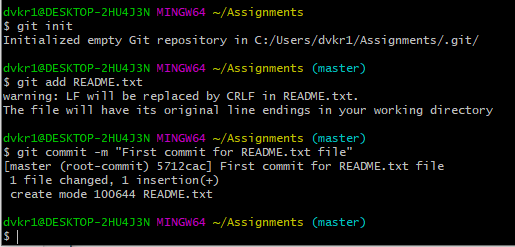 dvkr1@DESKTOP-2HU4J3N MINGW64 ~/Assignments
$ git init
Initialized empty Git repository in C:/Users/dvkr1/Assignments/.git/

dvkr1@DESKTOP-2HU4J3N MINGW64 ~/Assignments (master)
$ git add README.txt
warning: LF will be replaced by CRLF in README.txt.
The file will have its original line endings in your working directory

dvkr1@DESKTOP-2HU4J3N MINGW64 ~/Assignments (master)
$ git commit -m "First commit for README.txt file"
[master (root-commit) 5712cac] First commit for README.txt file
 1 file changed, 1 insertion(+)
 create mode 100644 README.txt

dvkr1@DESKTOP-2HU4J3N MINGW64 ~/Assignments (master)
$